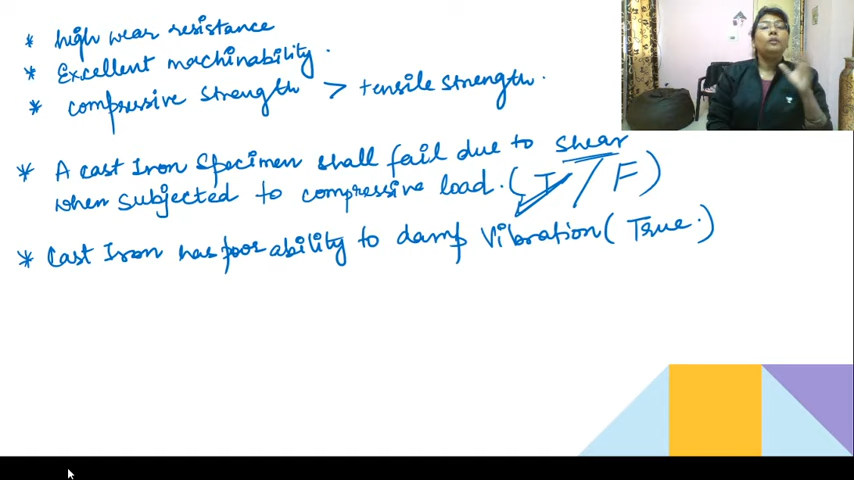 * high wear resistance
* Excellent machinability.
* compressive strength > tensile strength.
* A cast Iron Specimen shall fail due to shear
when subjected to compressive load. (T/F)
* Cast Iron has poor ability to damp Vibration (True.)